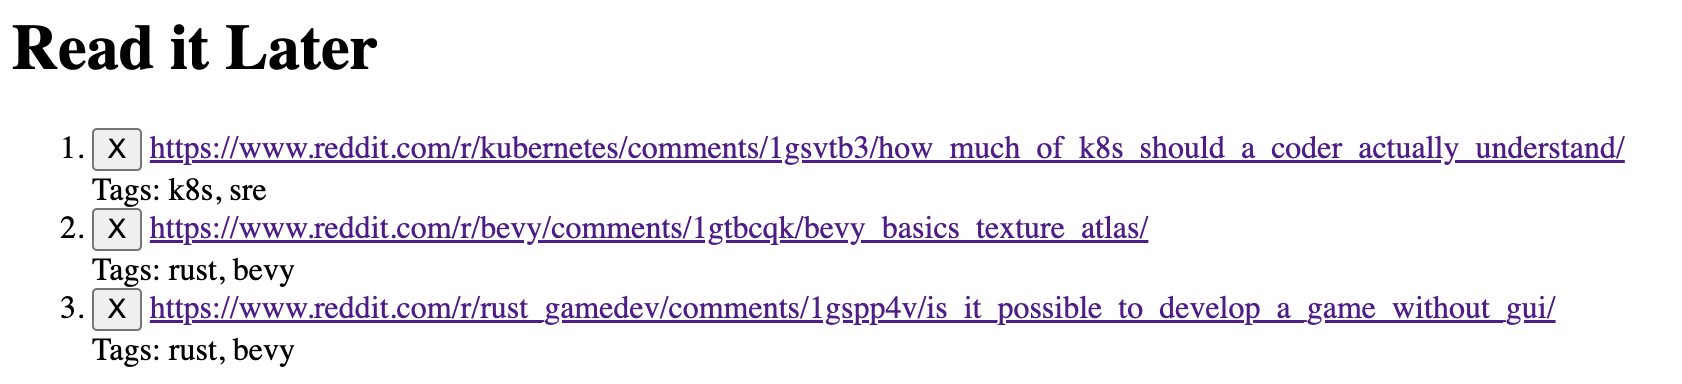 Read it Later
1. X https://www.reddit.com/r/kubernetes/comments/1gsvtb3/how_much_of_k8s_should_a_coder_actually_understand/
Tags: k8s, sre
2. X https://www.reddit.com/r/bevy/comments/1gtbcqk/bevy_basics_texture_atlas/
Tags: rust, bevy
3. X https://www.reddit.com/r/rust_gamedev/comments/1gspp4v/is_it_possible_to_develop_a_game_without_gui/
Tags: rust, bevy